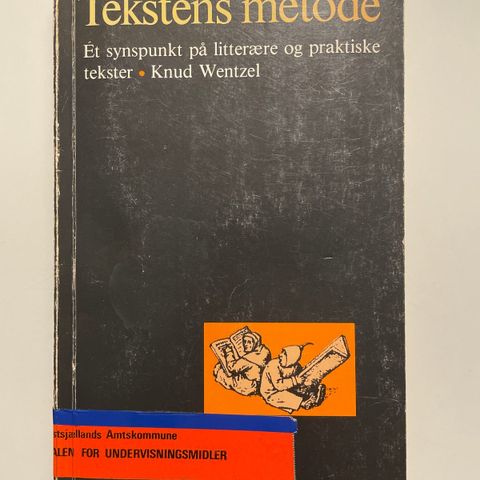 Tekstens metode
Ét synspunkt på litterære og praktiske
tekster • Knud Wentzel
stsjællands Amtskommune
ALEN FOR UNDERVISNINGSMIDLER